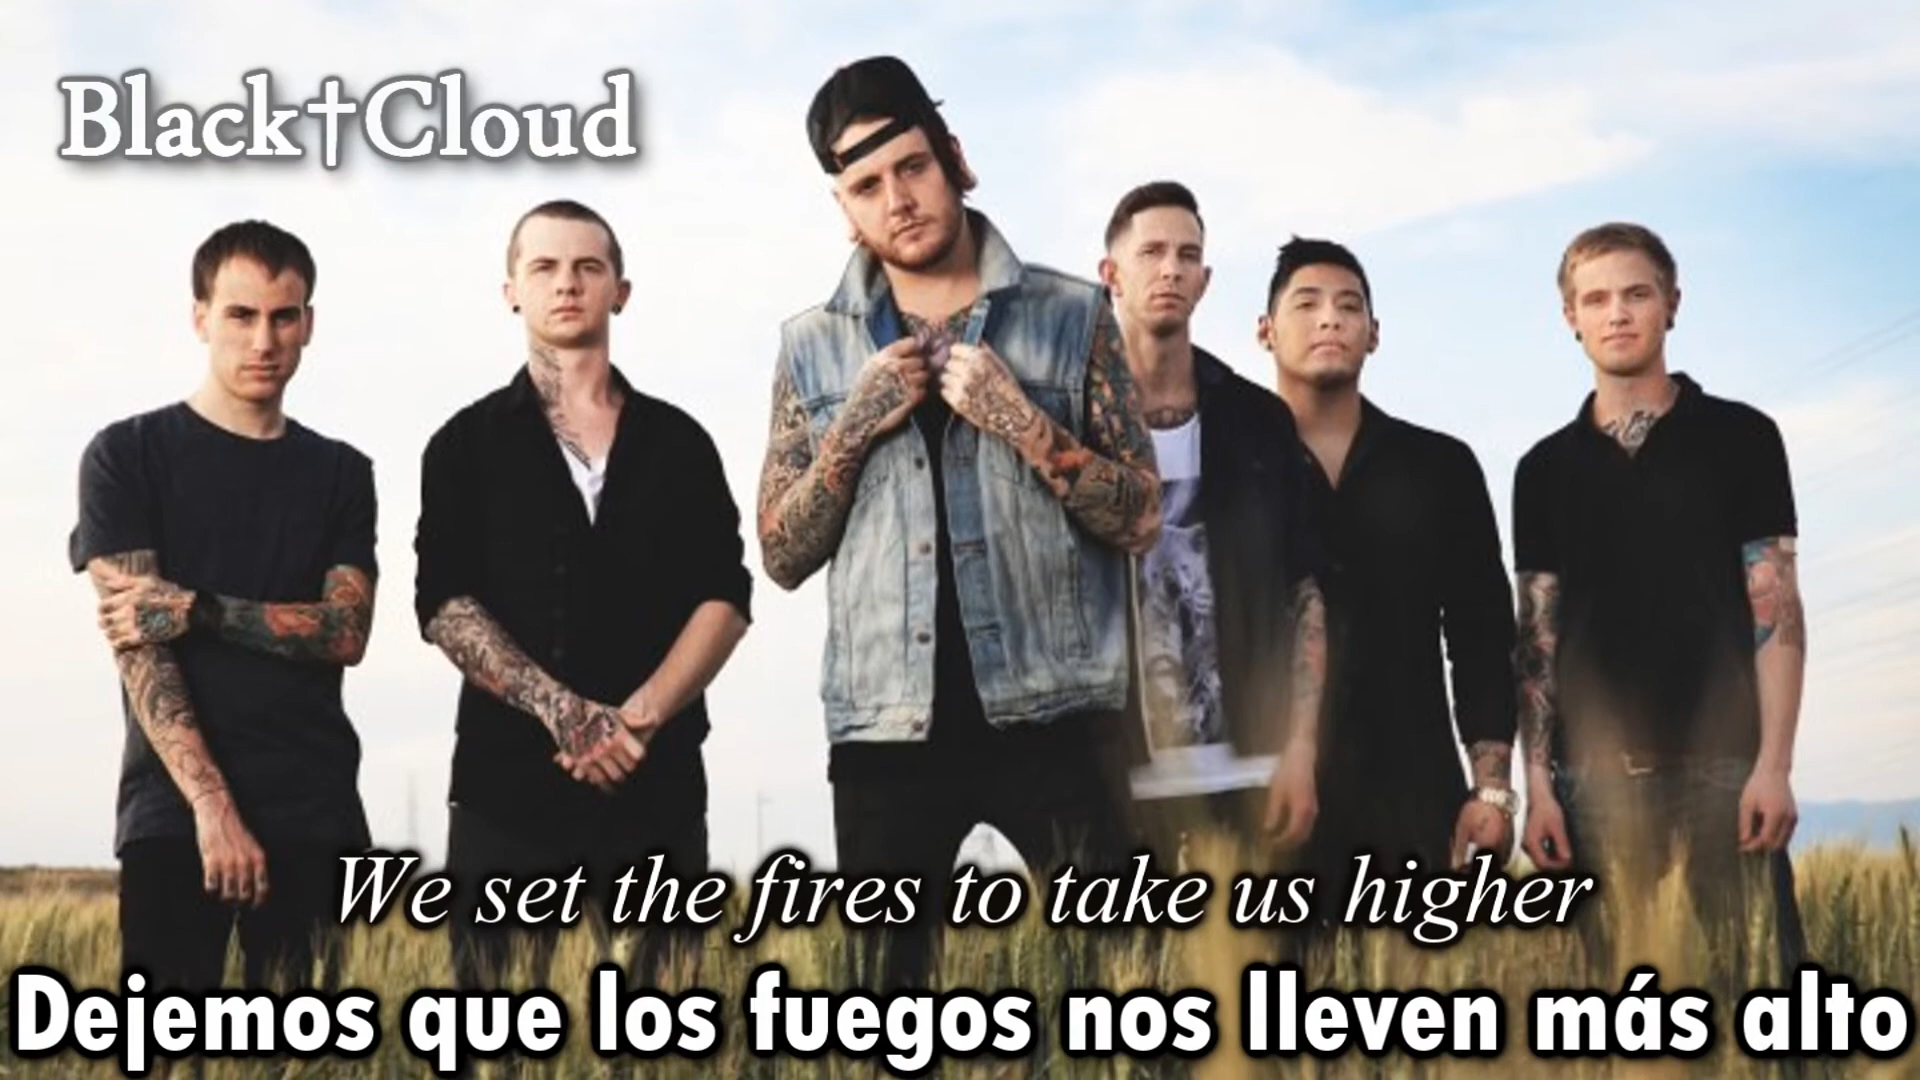 Black†Cloud
We set the fires to take us higher
Dejemos que los fuegos nos lleven más alto